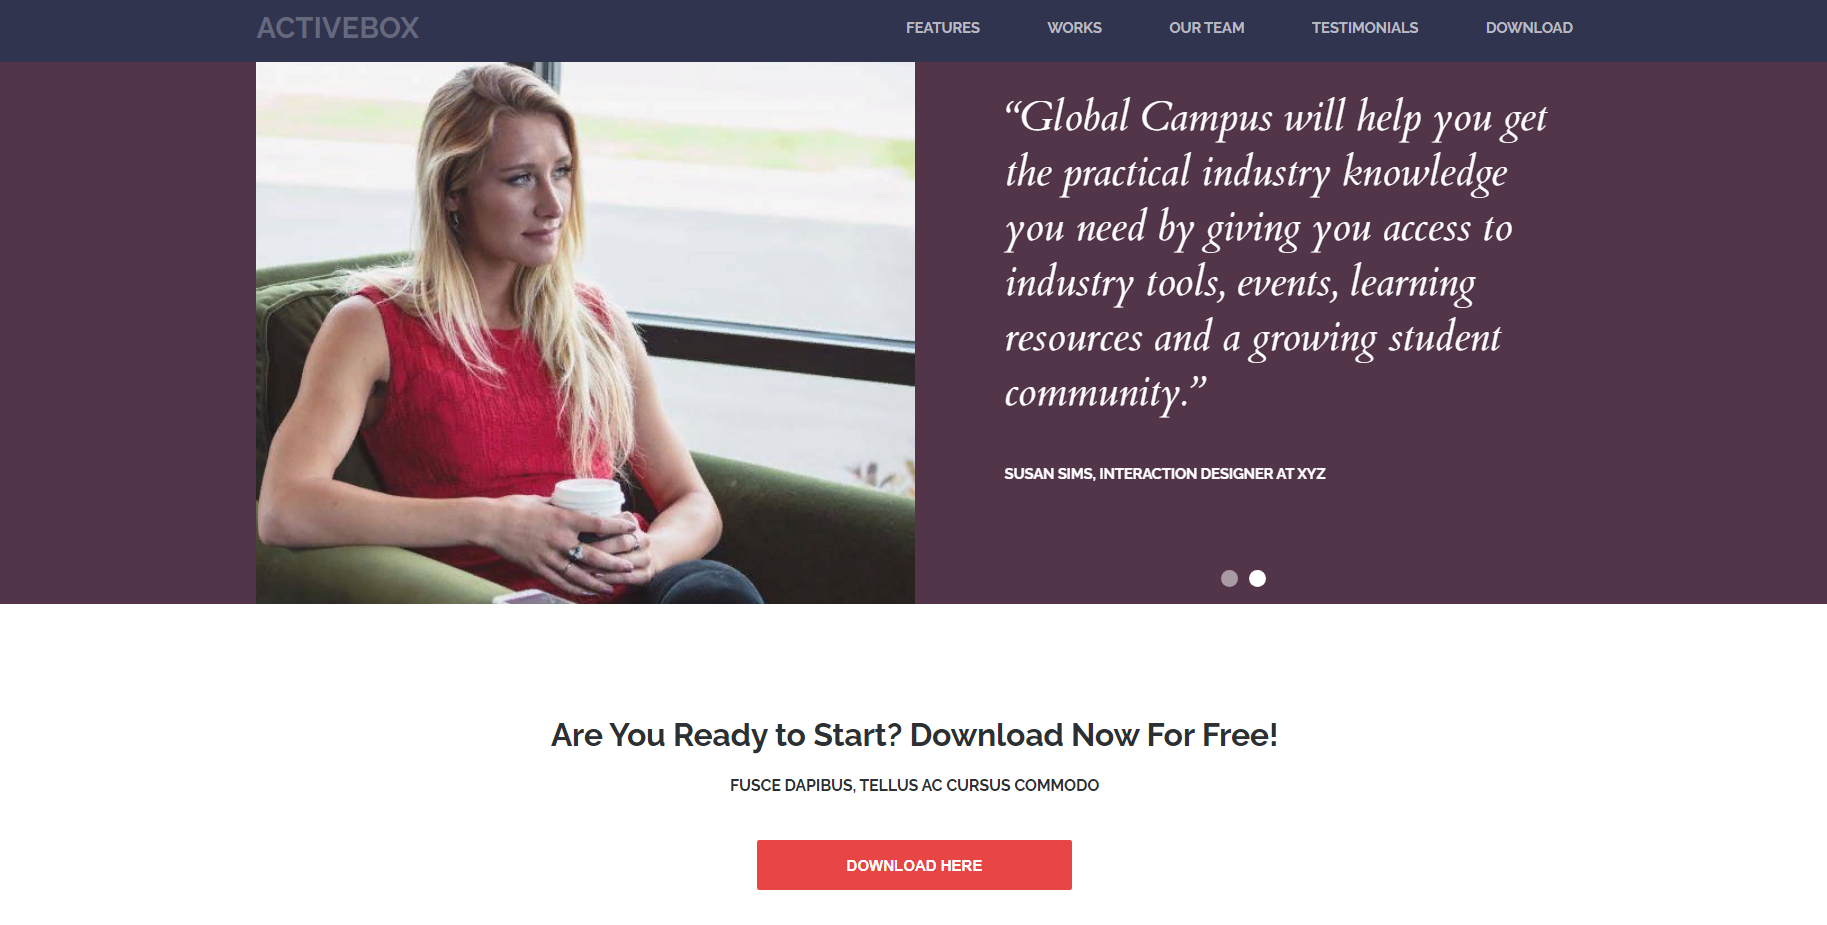 ACTIVEBOX
FEATURES WORKS OUR TEAM TESTIMONIALS DOWNLOAD
“Global Campus will help you get
the practical industry knowledge
you need by giving you access to
industry tools, events, learning
resources and a growing student
community.”
SUSAN SIMS, INTERACTION DESIGNER AT XYZ
Are You Ready to Start? Download Now For Free!
FUSCE DAPIBUS, TELLUS AC CURSUS COMMODO
DOWNLOAD HERE